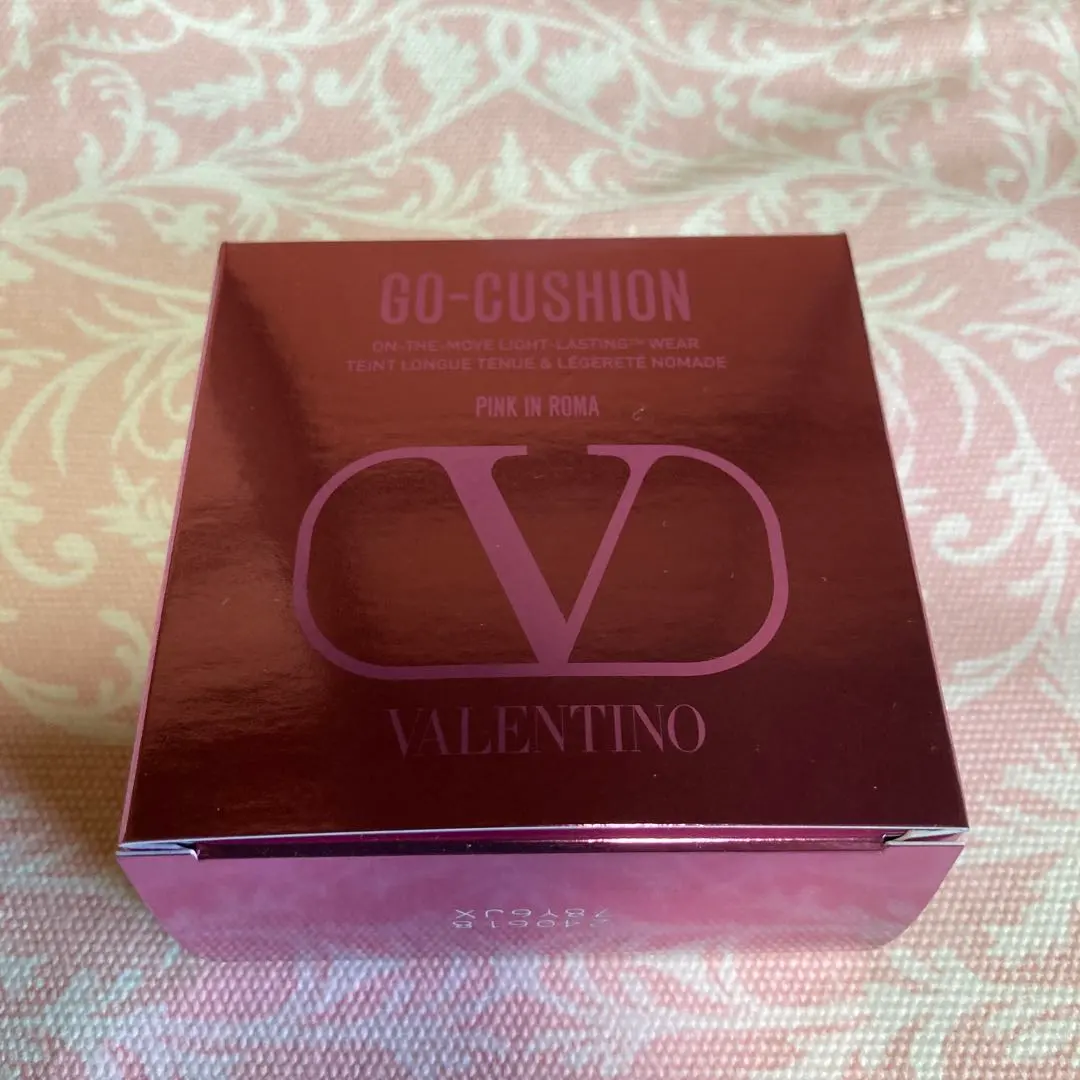 GO-CUSHION
ON-THE-MOVE LIGHT-LASTING™ WEAR
TEINT LONGUE TENUE & LÉGERETÉ NOMADE
PINK IN ROMA
V
VALENTINO